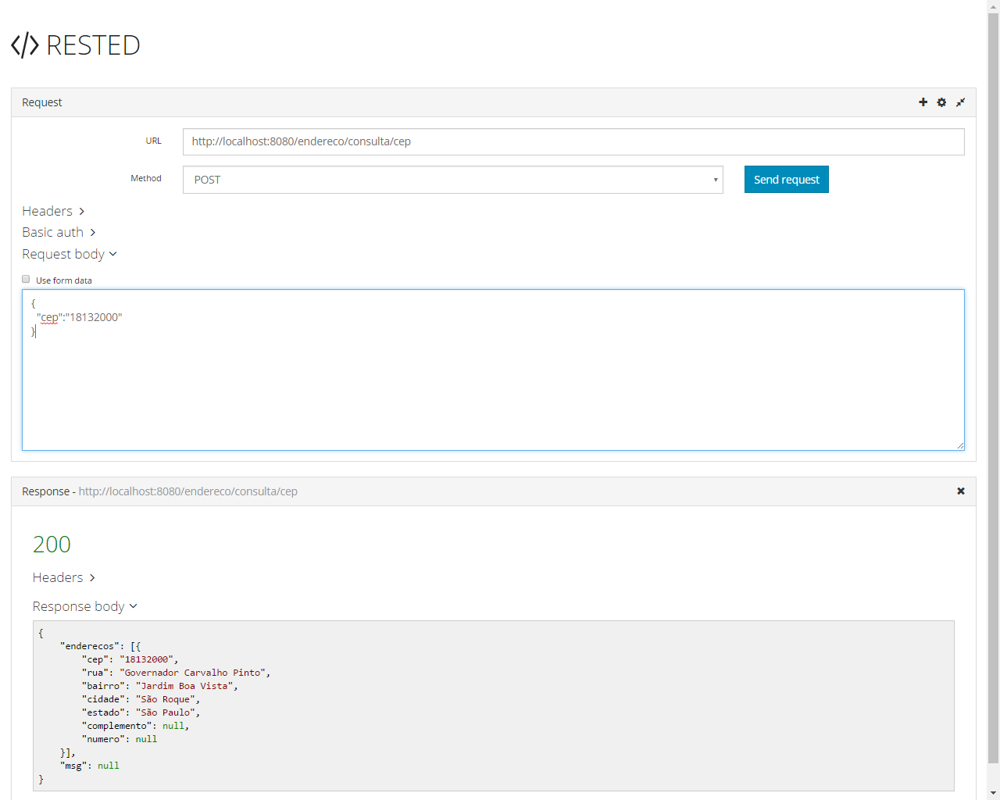 </> RESTED
Request
URL http://localhost:8080/endereco/consulta/cep
Method POST Send request
Headers
Basic auth
Request body
Use form data
{
  "cep":"18132000"
}
Response - http://localhost:8080/endereco/consulta/cep
200
Headers
Response body
{
    "enderecos": [{
        "cep": "18132000",
        "rua": "Governador Carvalho Pinto",
        "bairro": "Jardim Boa Vista",
        "cidade": "São Roque",
        "estado": "São Paulo",
        "complemento": null,
        "numero": null
    }],
    "msg": null
}